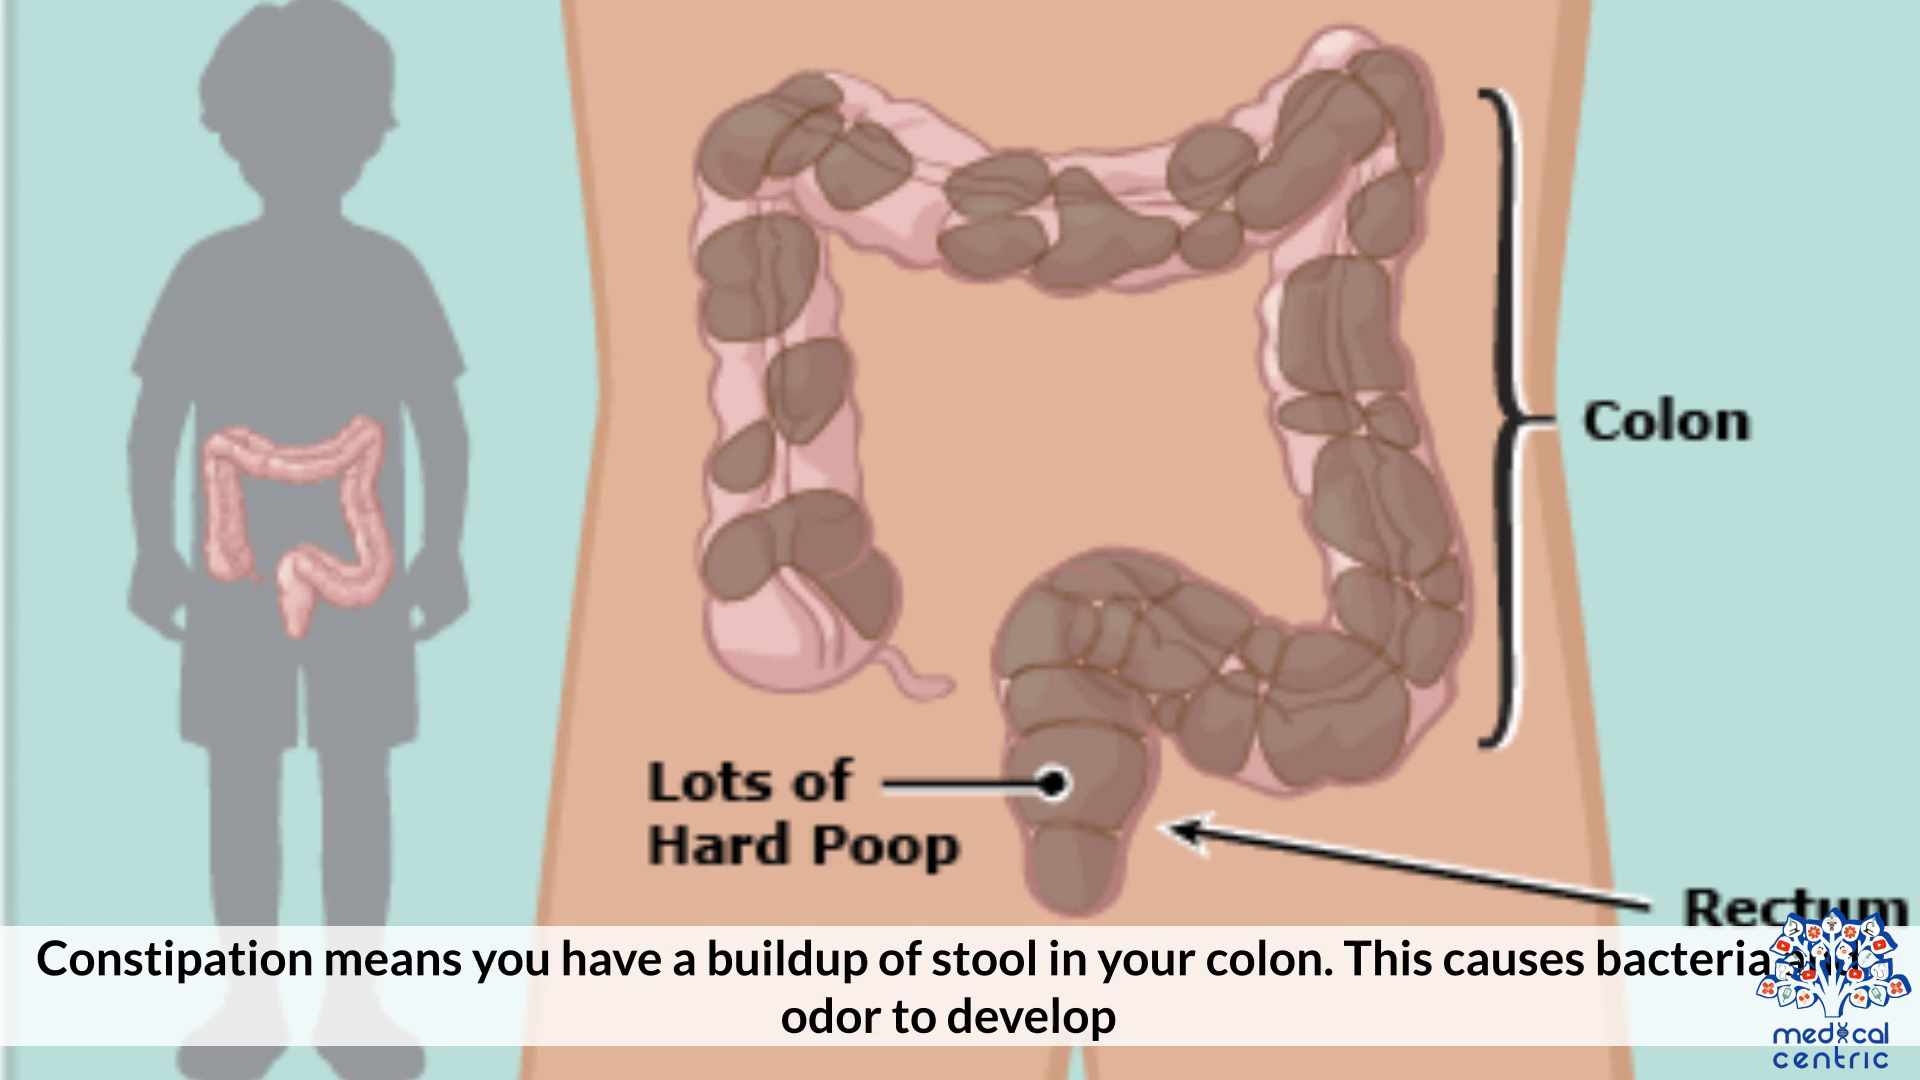 Colon
Lots of
Hard Poop
Rectum
Constipation means you have a buildup of stool in your colon. This causes bacteria and
odor to develop
medical
centric